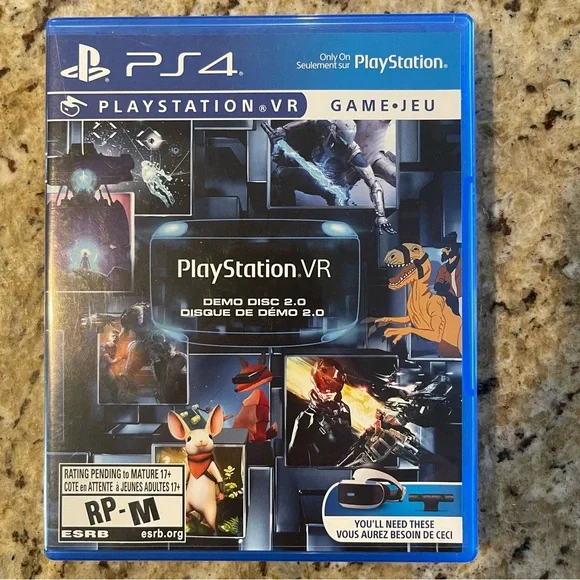 PS4
Only On
Seulement sur PlayStation®
PLAYSTATION®VR GAME•JEU
PlayStation®VR
DEMO DISC 2.0
DISQUE DE DÉMO 2.0
RATING PENDING to MATURE 17+
COTE en ATTENTE à JEUNES ADULTES 17+
RP-M
ESRB esrb.org
YOU'LL NEED THESE
VOUS AUREZ BESOIN DE CECI